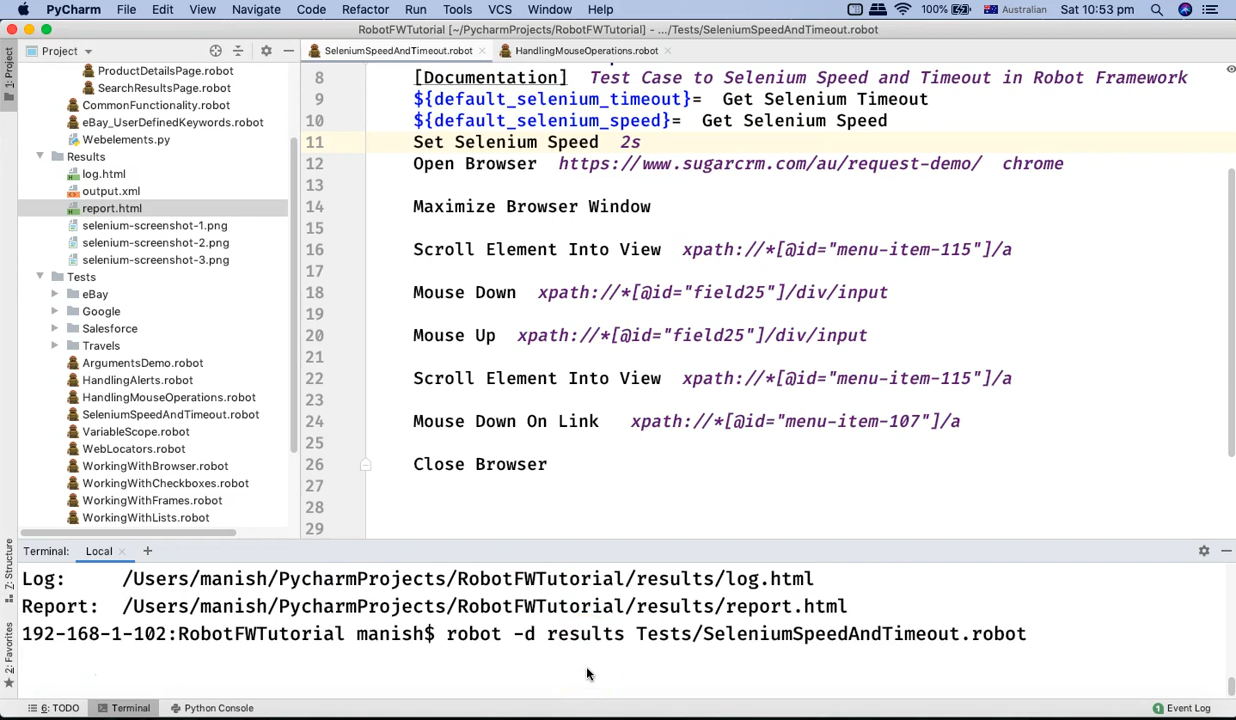 PyCharm File Edit View Navigate Code Refactor Run Tools VCS Window Help 100% Australian Sat 10:53 pm
RobotFWTutorial [~/PycharmProjects/RobotFWTutorial] - .../Tests/SeleniumSpeedAndTimeout.robot
1: Project
Project
SeleniumSpeedAndTimeout.robot
HandlingMouseOperations.robot
ProductDetailsPage.robot
SearchResultsPage.robot
CommonFunctionality.robot
eBay_UserDefinedKeywords.robot
Webelements.py
Results
log.html
output.xml
report.html
selenium-screenshot-1.png
selenium-screenshot-2.png
selenium-screenshot-3.png
Tests
eBay
Google
Salesforce
Travels
ArgumentsDemo.robot
HandlingAlerts.robot
HandlingMouseOperations.robot
SeleniumSpeedAndTimeout.robot
VariableScope.robot
WebLocators.robot
WorkingWithBrowser.robot
WorkingWithCheckboxes.robot
WorkingWithFrames.robot
WorkingWithLists.robot
8 [Documentation] Test Case to Selenium Speed and Timeout in Robot Framework
9 ${default_selenium_timeout}= Get Selenium Timeout
10 ${default_selenium_speed}= Get Selenium Speed
11 Set Selenium Speed 2s
12 Open Browser https://www.sugarcrm.com/au/request-demo/ chrome
13
14 Maximize Browser Window
15
16 Scroll Element Into View xpath://*[@id="menu-item-115"]/a
17
18 Mouse Down xpath://*[@id="field25"]/div/input
19
20 Mouse Up xpath://*[@id="field25"]/div/input
21
22 Scroll Element Into View xpath://*[@id="menu-item-115"]/a
23
24 Mouse Down On Link xpath://*[@id="menu-item-107"]/a
25
26 Close Browser
27
28
29
Z: Structure
2: Favorites
Terminal: Local
Log: /Users/manish/PycharmProjects/RobotFWTutorial/results/log.html
Report: /Users/manish/PycharmProjects/RobotFWTutorial/results/report.html
192-168-1-102:RobotFWTutorial manish$ robot -d results Tests/SeleniumSpeedAndTimeout.robot
6: TODO Terminal Python Console 1 Event Log